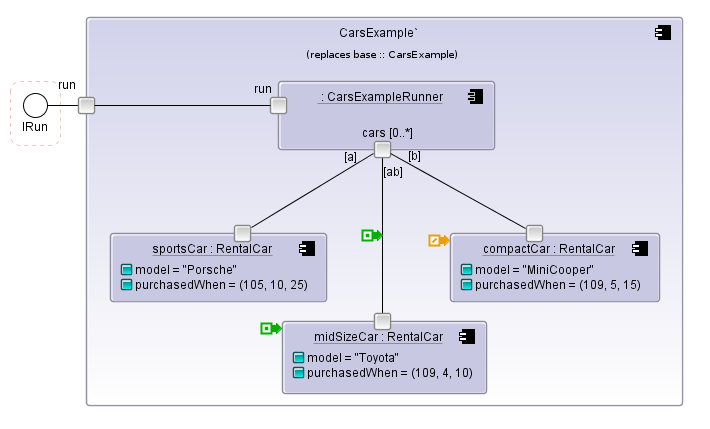 CarsExample`
(replaces base :: CarsExample)
run
run
IRun
: CarsExampleRunner
cars [0..*]
[a]
[b]
[ab]
sportsCar : RentalCar
model = "Porsche"
purchasedWhen = (105, 10, 25)
compactCar : RentalCar
model = "MiniCooper"
purchasedWhen = (109, 5, 15)
midSizeCar : RentalCar
model = "Toyota"
purchasedWhen = (109, 4, 10)